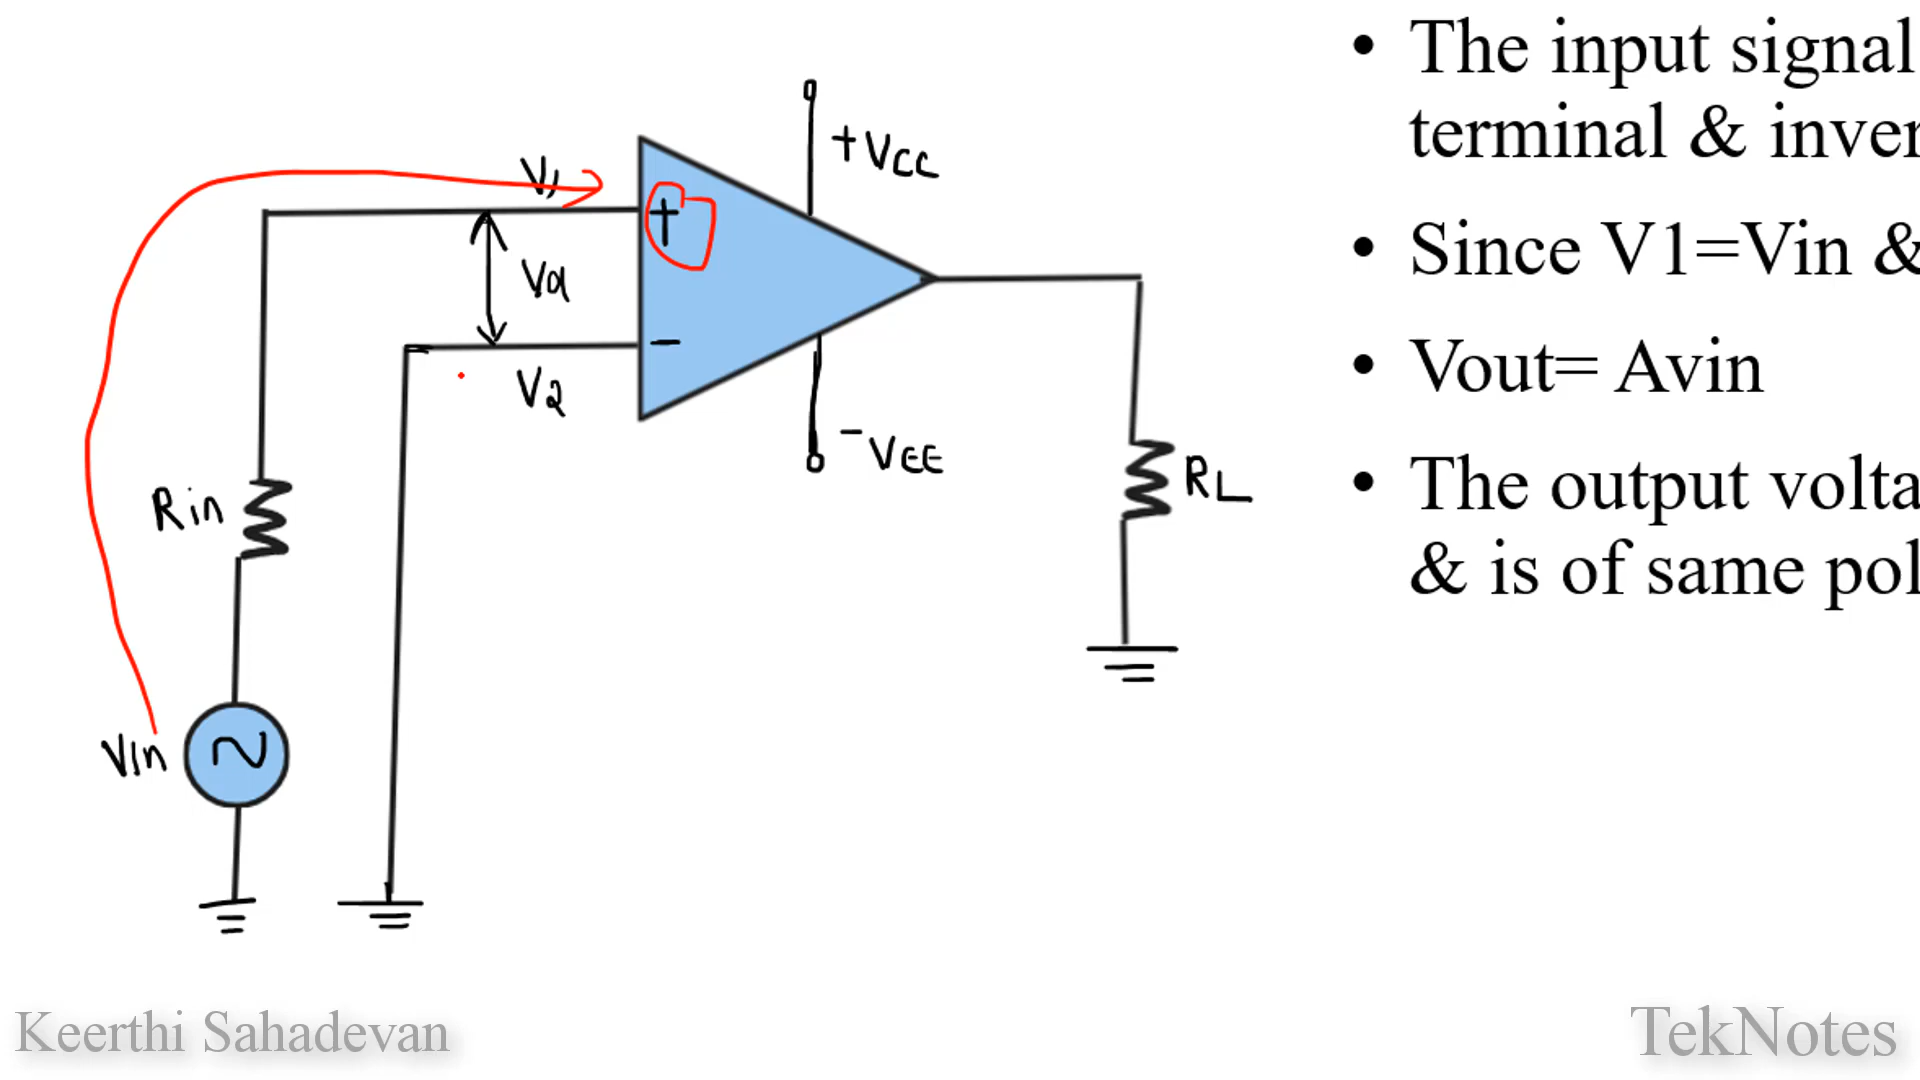 +VCC
V1
+
Vd
-
V2
-VEE
Rin
RL
Vin
• The input signal
terminal & inver
• Since V1=Vin &
• Vout= Avin
• The output volta
& is of same pol
Keerthi Sahadevan
TekNotes